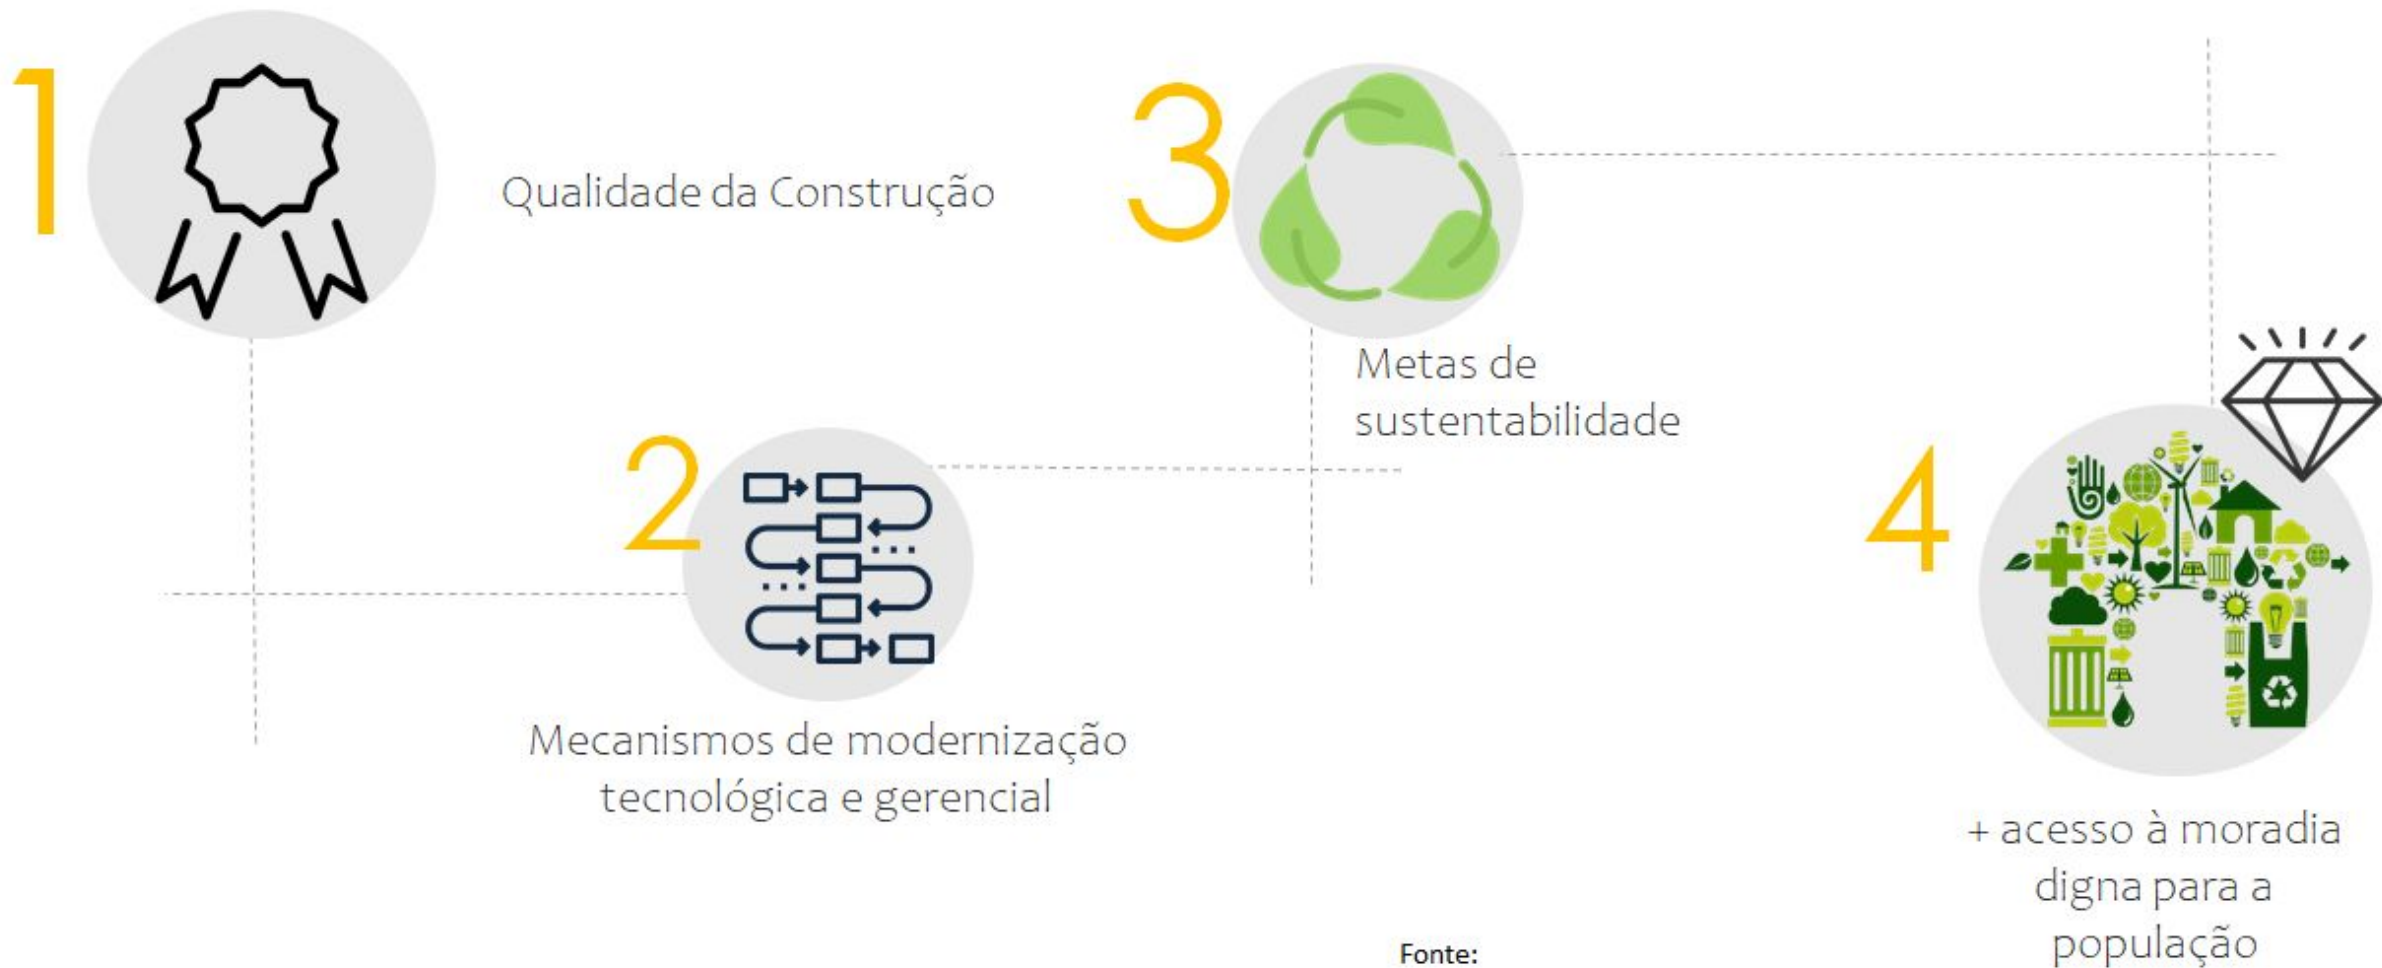 1
Qualidade da Construção
2
Mecanismos de modernização
tecnológica e gerencial
3
Metas de
sustentabilidade
4
+ acesso à moradia
digna para a
população
Fonte: